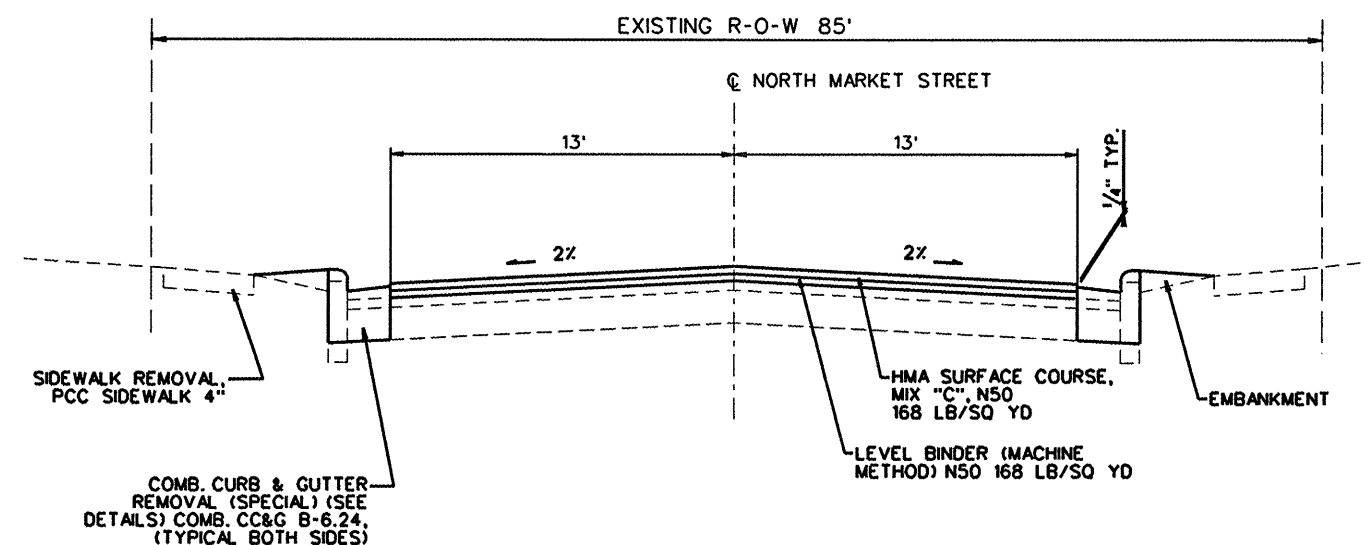 EXISTING R-O-W 85'
℄ NORTH MARKET STREET
13'
13'
1/4" TYP.
2%
2%
SIDEWALK REMOVAL,
PCC SIDEWALK 4"
HMA SURFACE COURSE,
MIX "C", N50
168 LB/SQ YD
EMBANKMENT
LEVEL BINDER (MACHINE
METHOD) N50 168 LB/SQ YD
COMB. CURB & GUTTER
REMOVAL (SPECIAL) (SEE
DETAILS) COMB. CC&G B-6.24,
(TYPICAL BOTH SIDES)